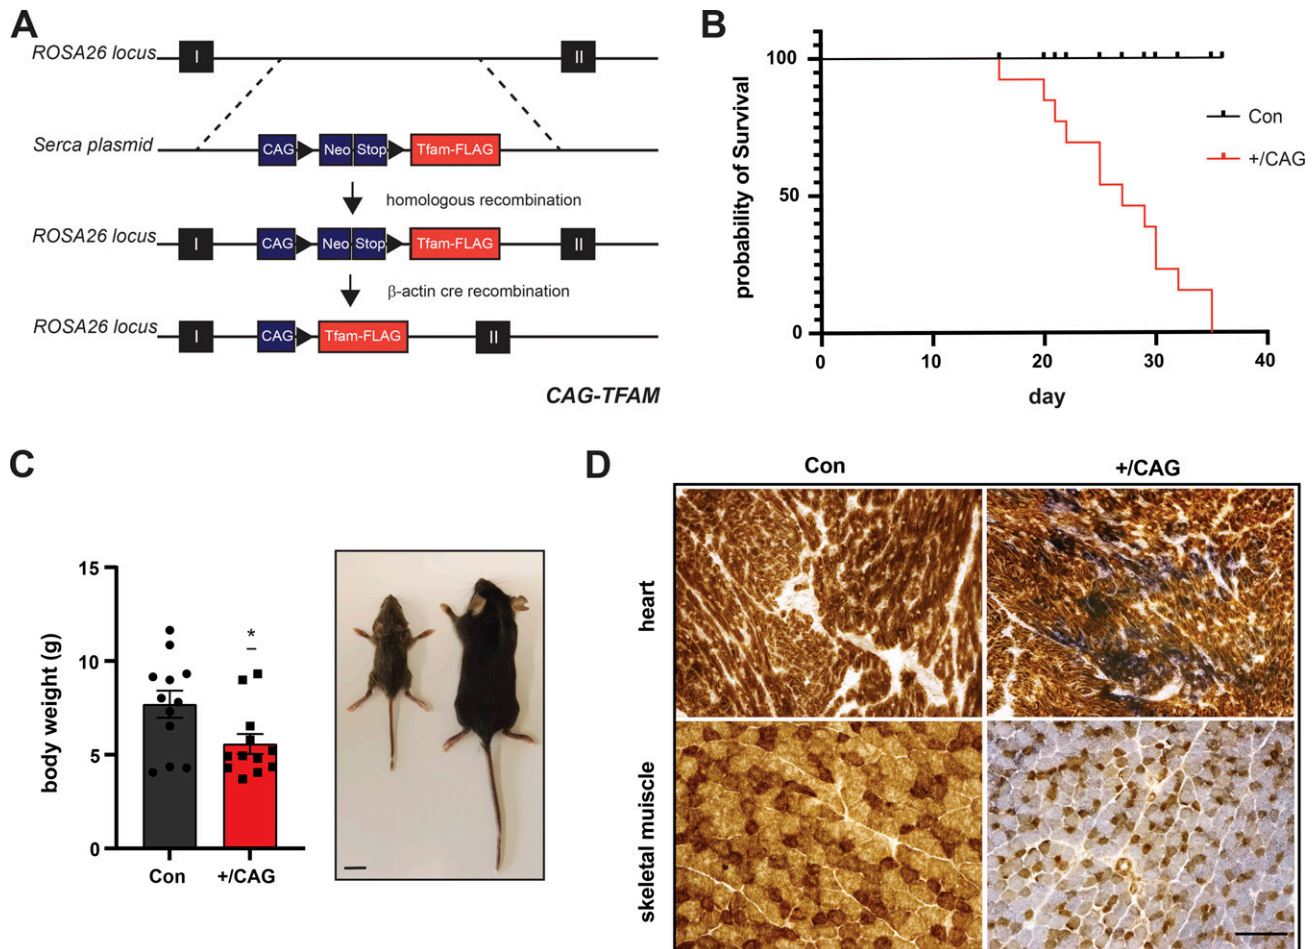 A
ROSA26 locus
I
II
Serca plasmid
CAG
Neo
Stop
Tfam-FLAG
homologous recombination
ROSA26 locus
I
CAG
Neo
Stop
Tfam-FLAG
II
β-actin cre recombination
ROSA26 locus
I
CAG
Tfam-FLAG
II
CAG-TFAM
B
probability of Survival
100
50
0
0
10
20
30
40
day
Con
+/CAG
C
body weight (g)
15
10
5
0
*
Con
+/CAG
D
Con
+/CAG
heart
skeletal muiscle